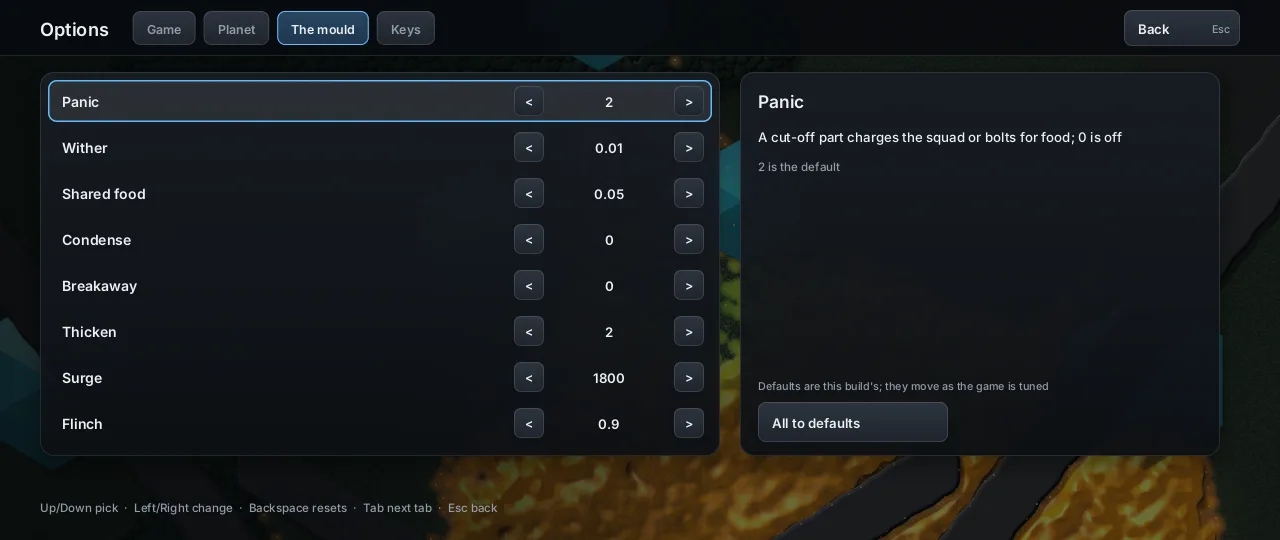 Options Game Planet The mould Keys Back Esc
Panic < 2 >
Wither < 0.01 >
Shared food < 0.05 >
Condense < 0 >
Breakaway < 0 >
Thicken < 2 >
Surge < 1800 >
Flinch < 0.9 >
Panic
A cut-off part charges the squad or bolts for food; 0 is off
2 is the default
Defaults are this build's; they move as the game is tuned
All to defaults
Up/Down pick · Left/Right change · Backspace resets · Tab next tab · Esc back